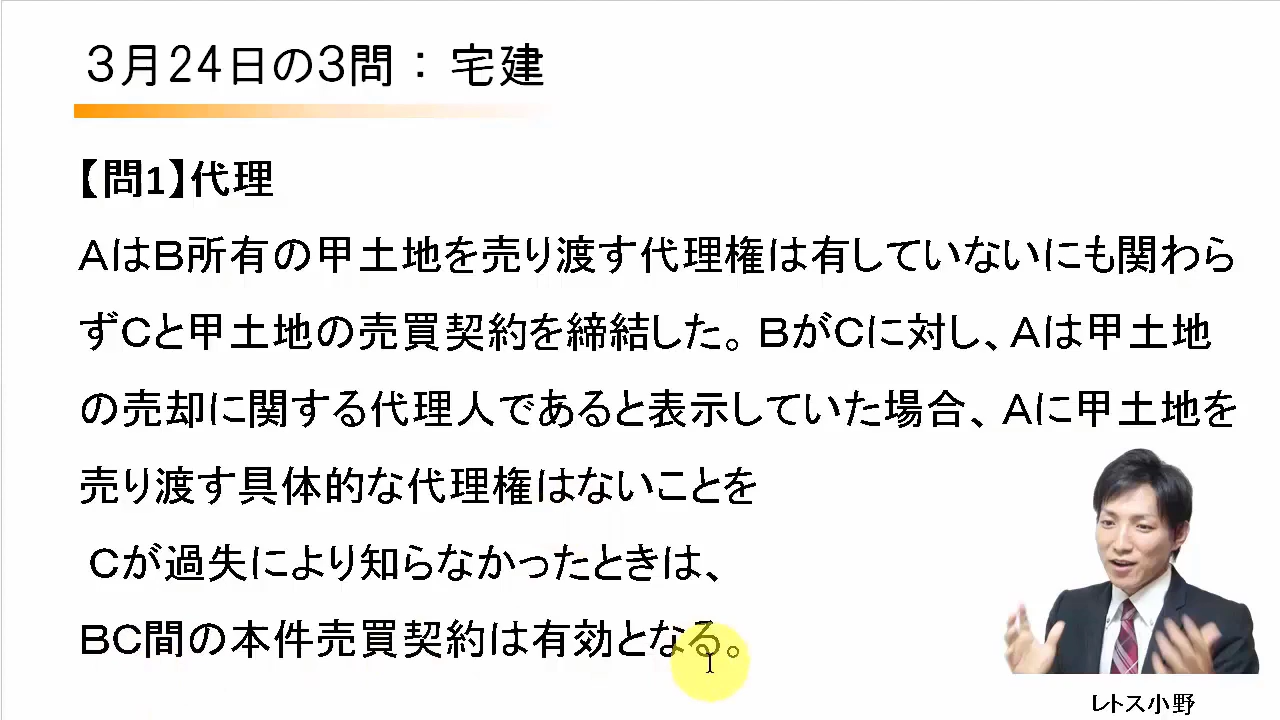 3月24日の3問：宅建
【問1】代理
AはB所有の甲土地を売り渡す代理権は有していないにも関わら
ずCと甲土地の売買契約を締結した。BがCに対し、Aは甲土地
の売却に関する代理人であると表示していた場合、Aに甲土地を
売り渡す具体的な代理権はないことを
Cが過失により知らなかったときは、
BC間の本件売買契約は有効となる。
レトス小野